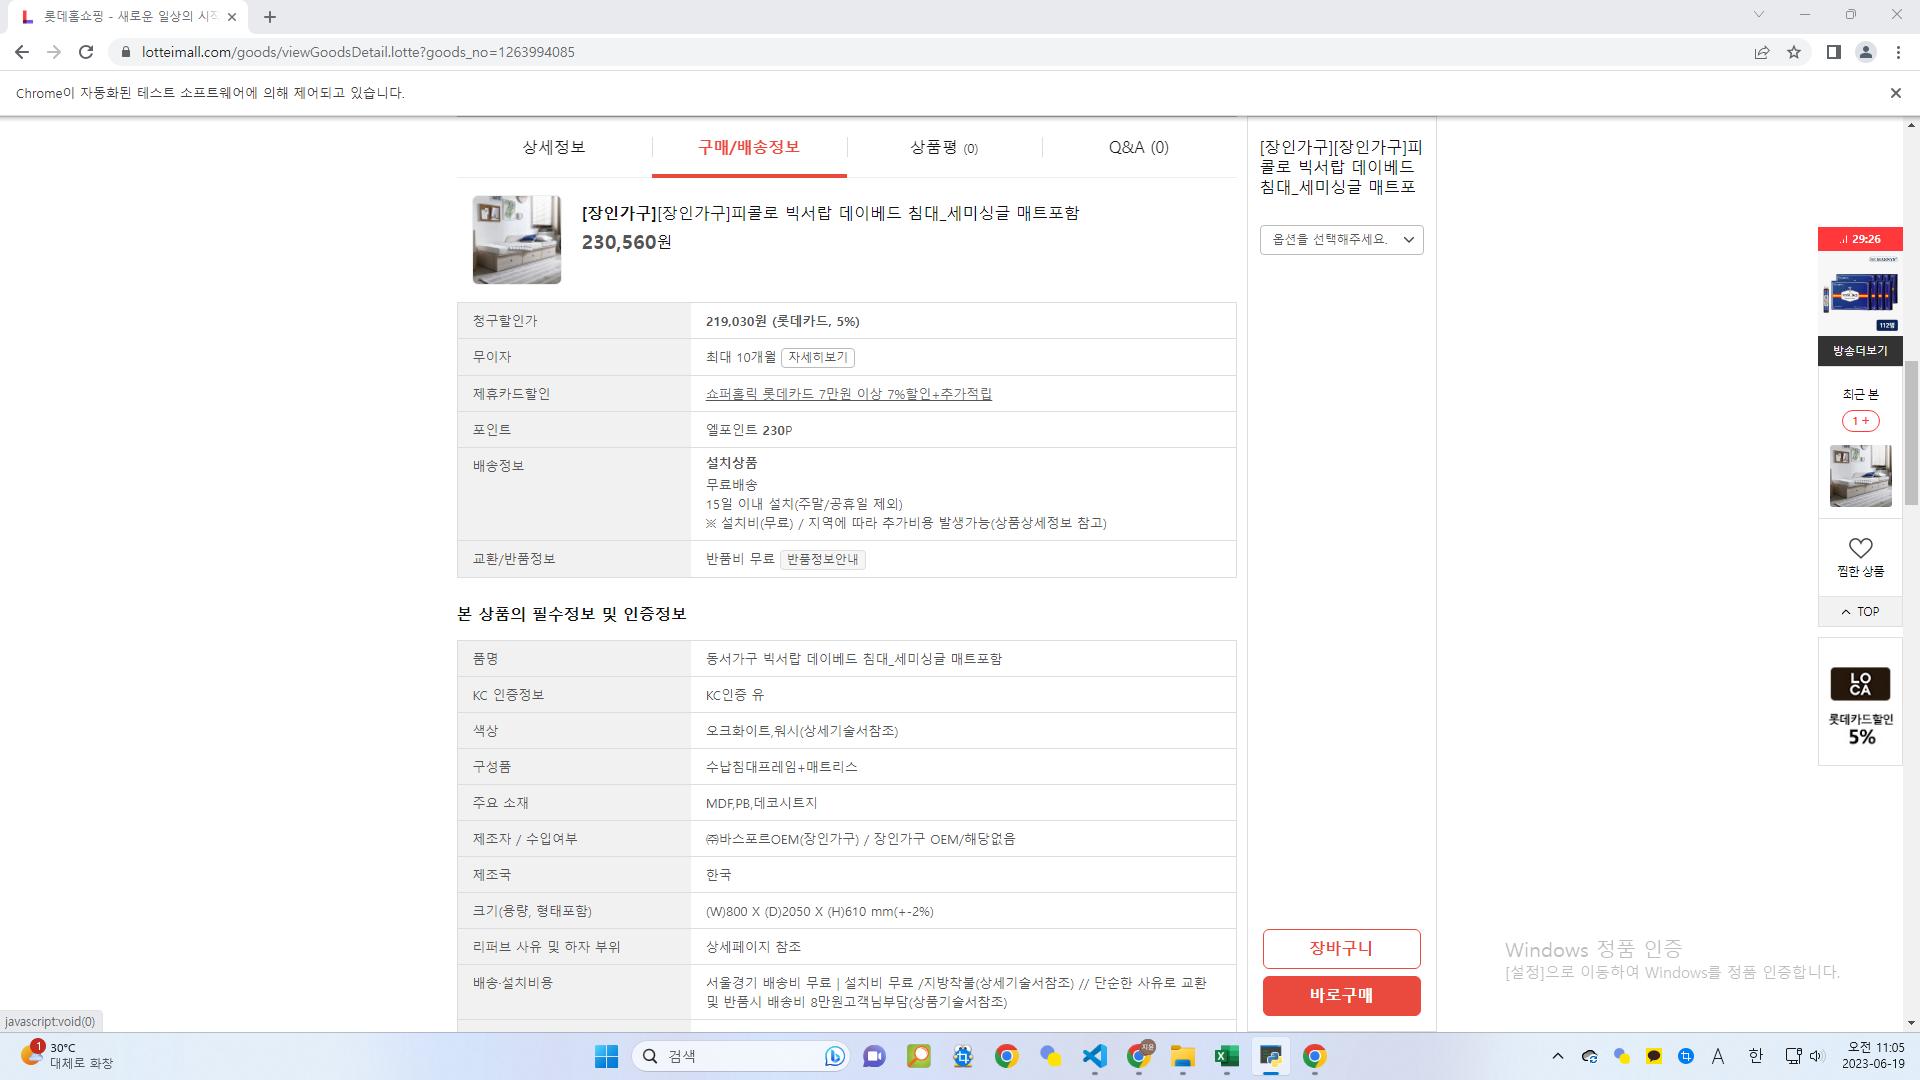 롯데홈쇼핑 - 새로운 일상의 시작
lotteimall.com/goods/viewGoodsDetail.lotte?goods_no=1263994085
Chrome이 자동화된 테스트 소프트웨어에 의해 제어되고 있습니다.
상세정보
구매/배송정보
상품평 (0)
Q&A (0)
[장인가구][장인가구]피콜로 빅서랍 데이베드 침대_세미싱글 매트포함
230,560원
청구할인가
219,030원 (롯데카드, 5%)
무이자
최대 10개월 자세히보기
제휴카드할인
쇼퍼홀릭 롯데카드 7만원 이상 7%할인+추가적립
포인트
엘포인트 230P
배송정보
설치상품
무료배송
15일 이내 설치(주말/공휴일 제외)
※ 설치비(무료) / 지역에 따라 추가비용 발생가능(상품상세정보 참고)
교환/반품정보
반품비 무료 반품정보안내
본 상품의 필수정보 및 인증정보
품명
동서가구 빅서랍 데이베드 침대_세미싱글 매트포함
KC 인증정보
KC인증 유
색상
오크화이트,워시(상세기술서참조)
구성품
수납침대프레임+매트리스
주요 소재
MDF,PB,데코시트지
제조자 / 수입여부
㈜바스포르OEM(장인가구) / 장인가구 OEM/해당없음
제조국
한국
크기(용량, 형태포함)
(W)800 X (D)2050 X (H)610 mm(+-2%)
리퍼브 사유 및 하자 부위
상세페이지 참조
배송·설치비용
서울경기 배송비 무료 | 설치비 무료 /지방착불(상세기술서참조) // 단순한 사유로 교환
및 반품시 배송비 8만원고객님부담(상품기술서참조)
[장인가구][장인가구]피
콜로 빅서랍 데이베드
침대_세미싱글 매트포
옵션을 선택해주세요.
장바구니
바로구매
29:26
112병
방송더보기
최근 본
1 +
찜한 상품
TOP
LO
CA
롯데카드할인
5%
Windows 정품 인증
[설정]으로 이동하여 Windows를 정품 인증합니다.
javascript:void(0)
1
30°C
대체로 화창
검색
지윤
A
한
오전 11:05
2023-06-19